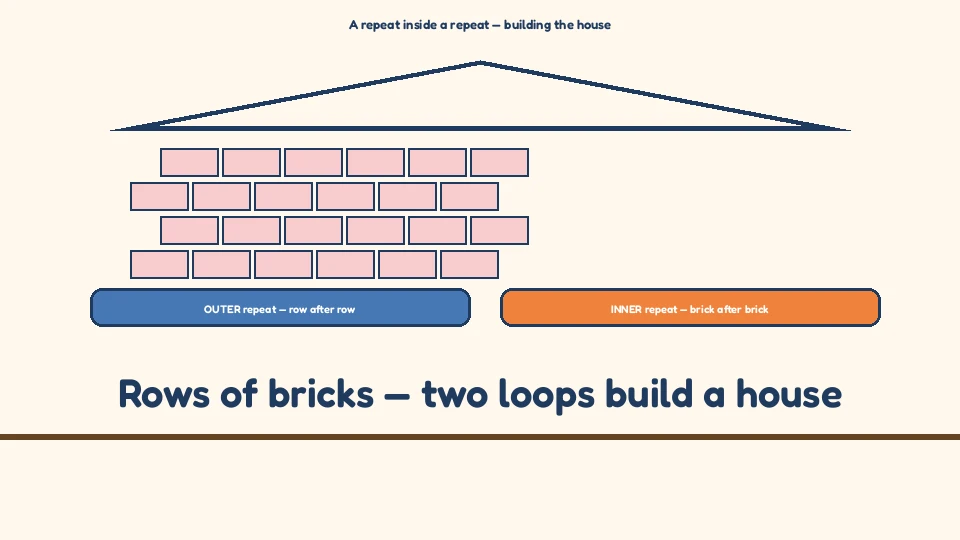 A repeat inside a repeat — building the house
OUTER repeat — row after row
INNER repeat — brick after brick
Rows of bricks — two loops build a house